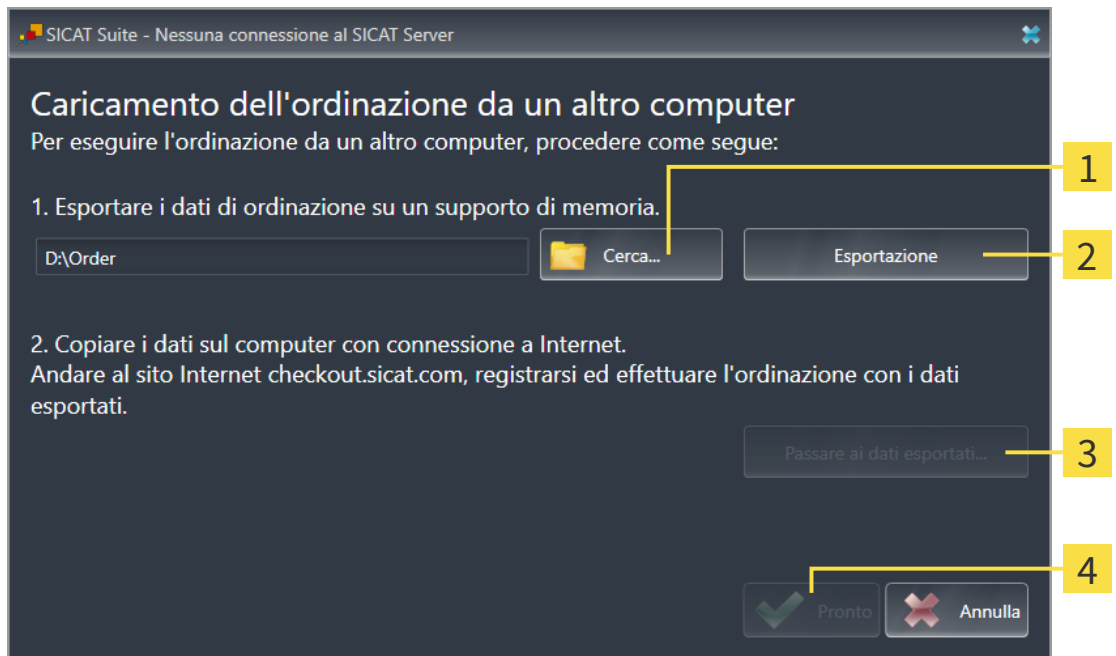 SICAT Suite - Nessuna connessione al SICAT Server
Caricamento dell'ordinazione da un altro computer
Per eseguire l'ordinazione da un altro computer, procedere come segue:
1
1. Esportare i dati di ordinazione su un supporto di memoria.
D:\Order
Cerca...
Esportazione
2
2. Copiare i dati sul computer con connessione a Internet.
Andare al sito Internet checkout.sicat.com, registrarsi ed effettuare l'ordinazione con i dati
esportati.
Passare ai dati esportati...
3
4
Pronto
Annulla